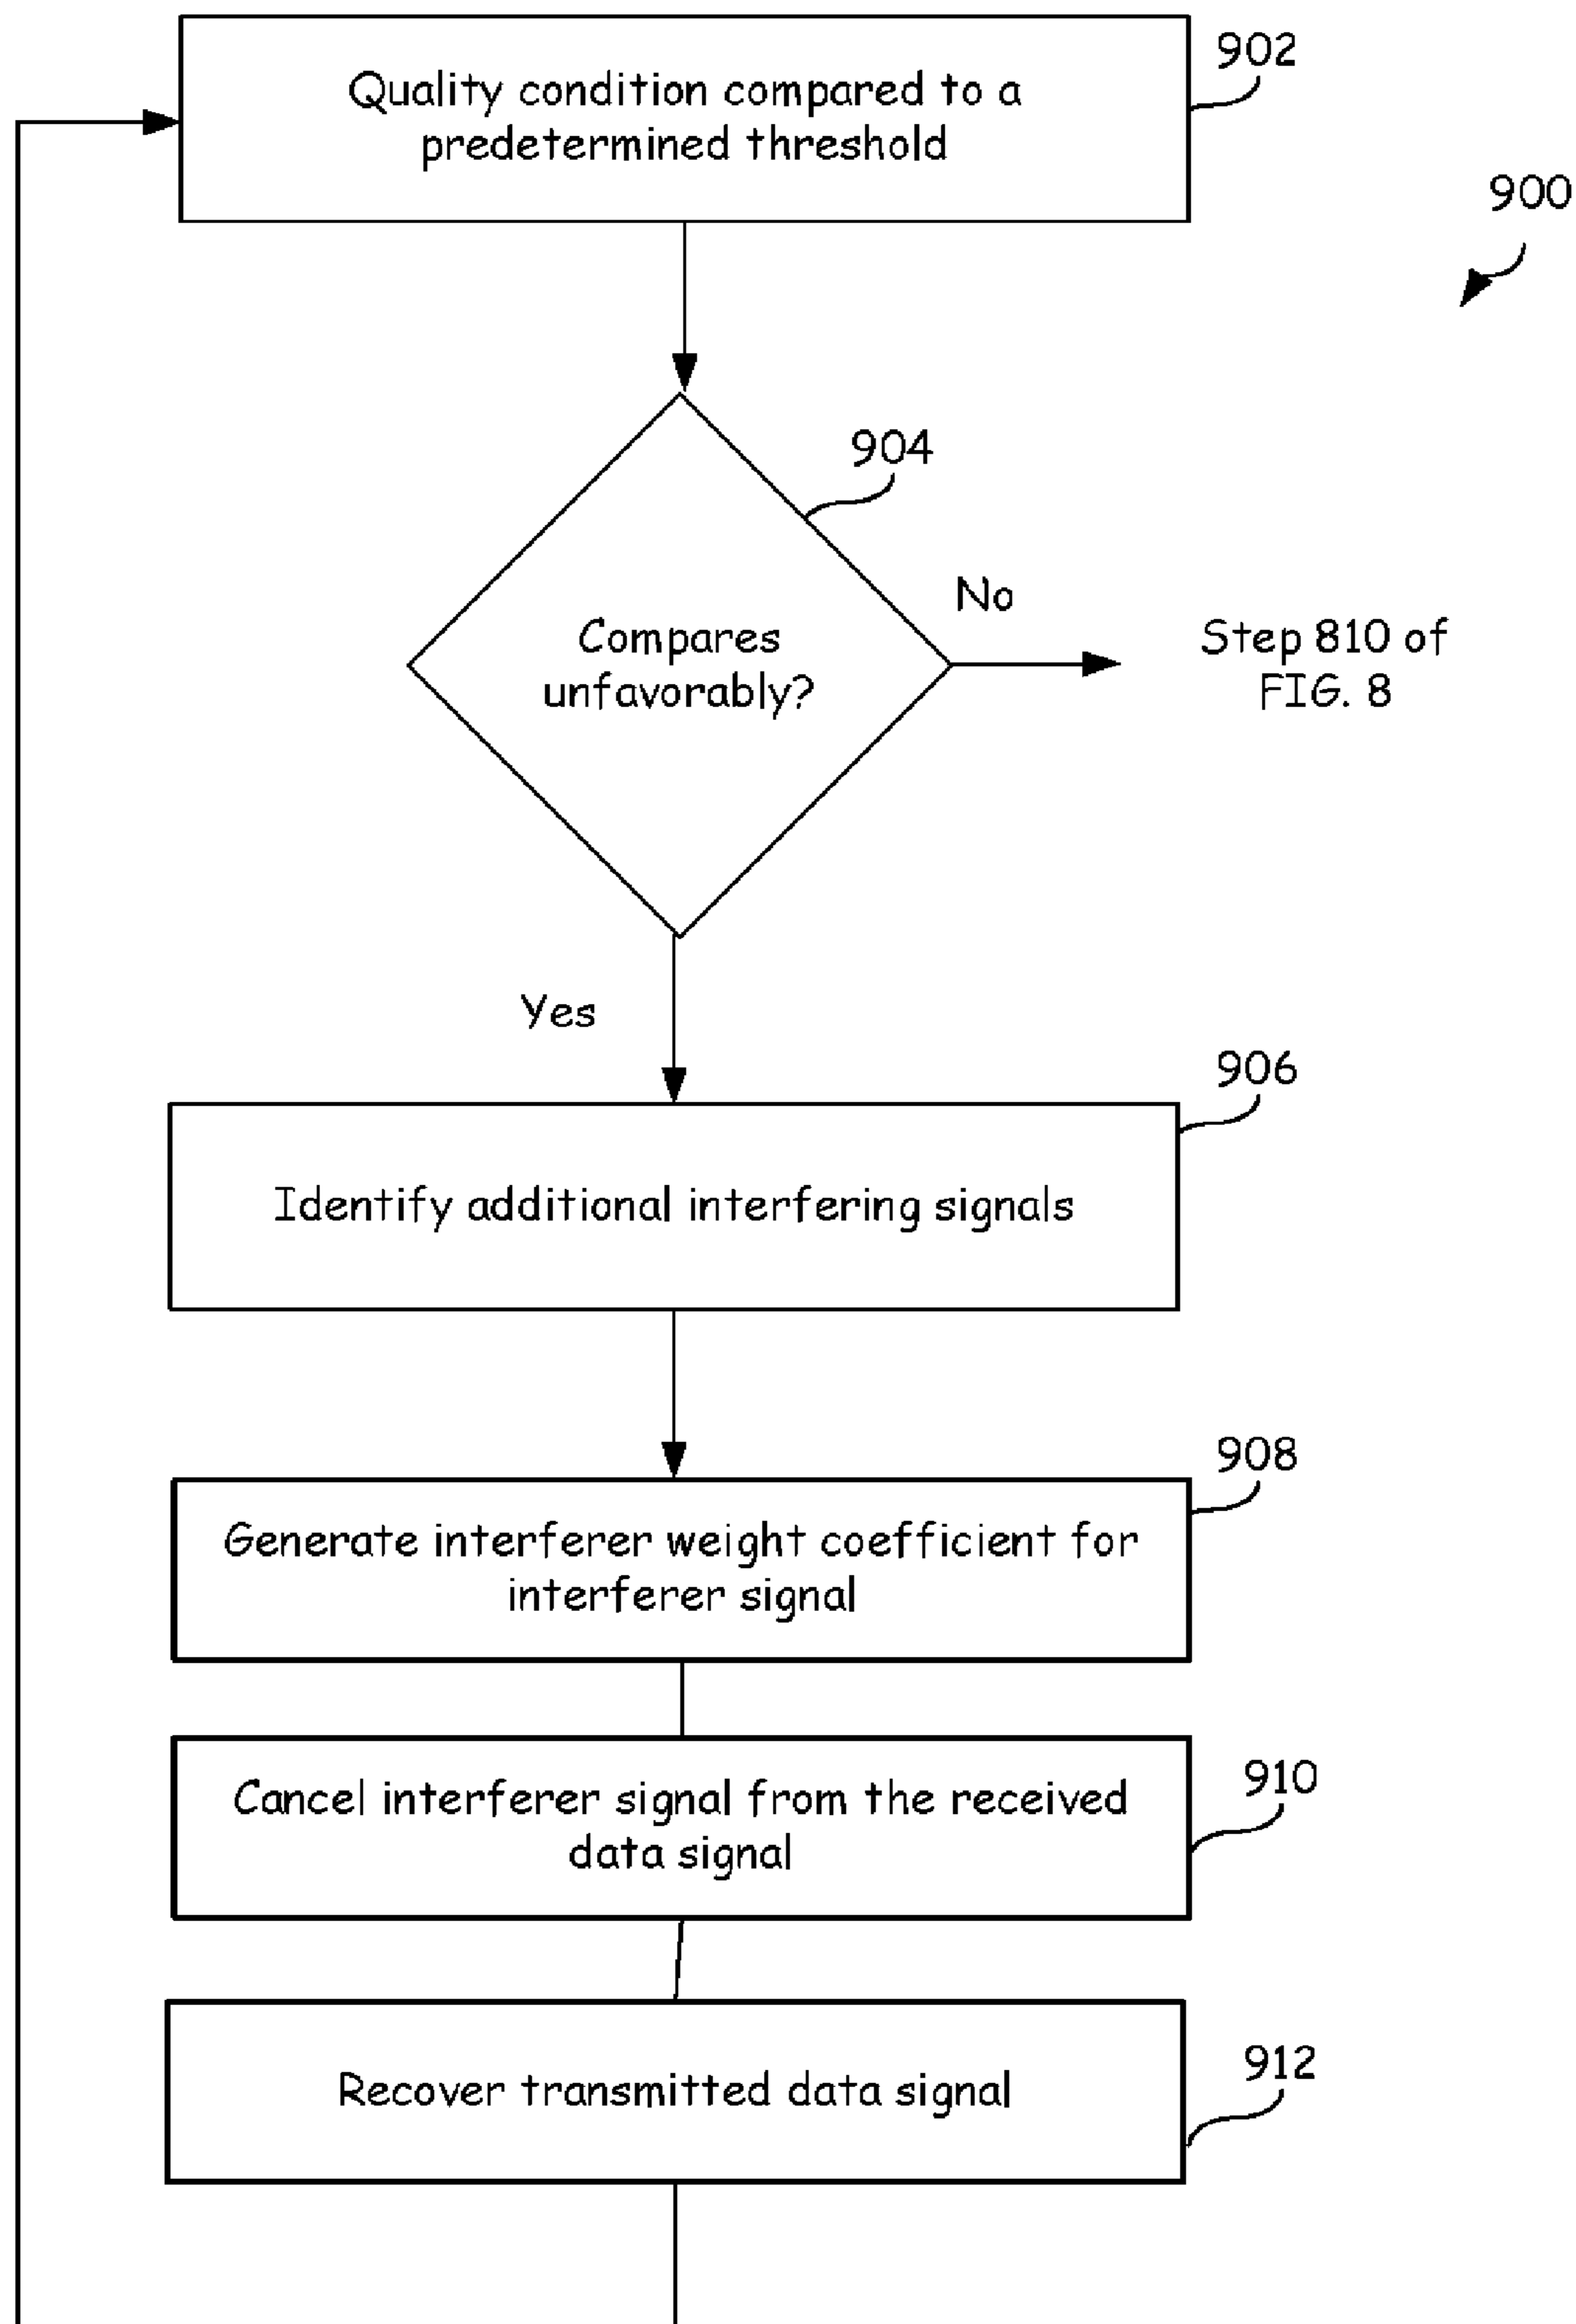 902
Quality condition compared to a
predetermined threshold
900
904
No
Compares
unfavorably?
Step 810 of
FIG. 8
Yes
906
Identify additional interfering signals
908
Generate interferer weight coefficient for
interferer signal
910
Cancel interferer signal from the received
data signal
912
Recover transmitted data signal